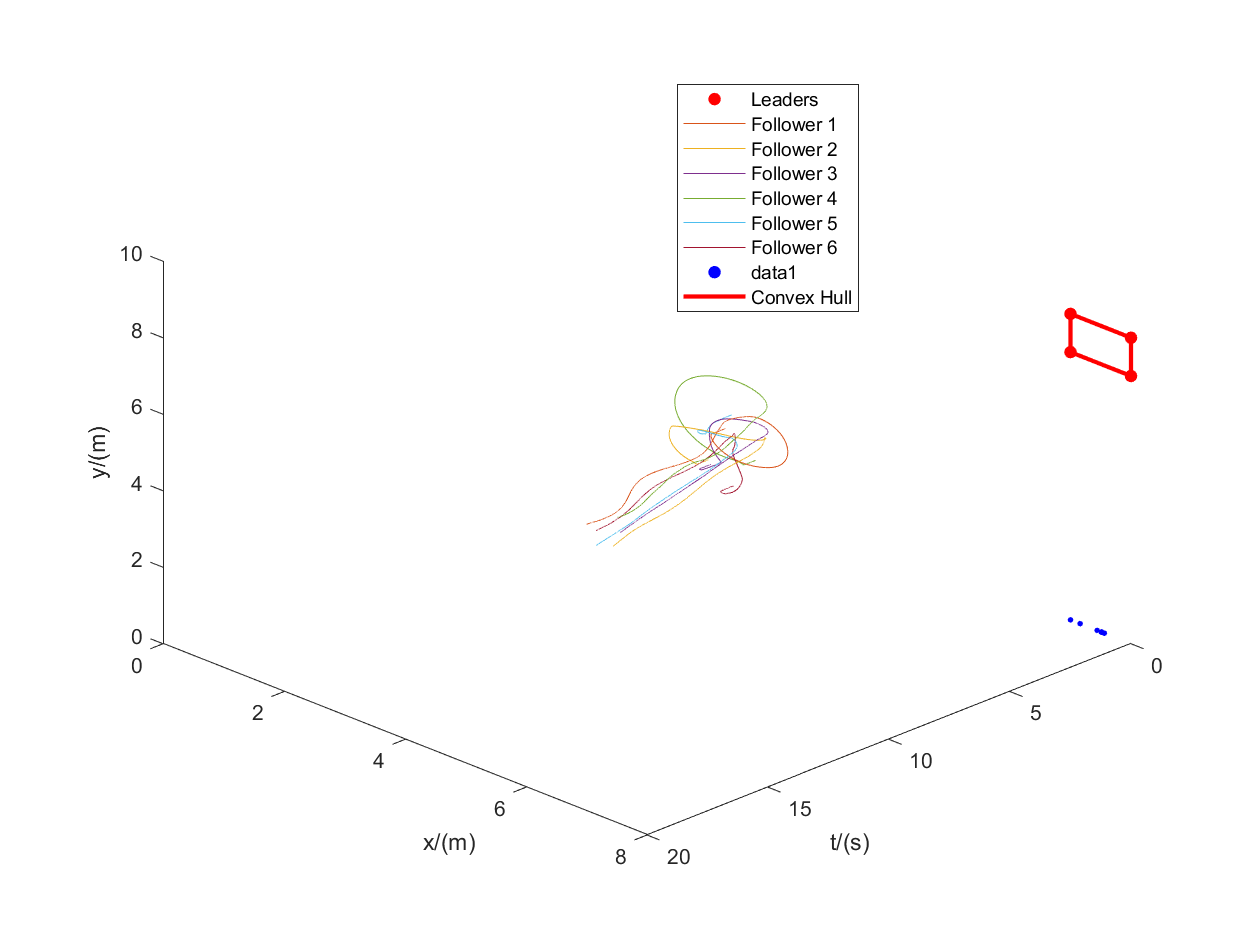 Leaders
Follower 1
Follower 2
Follower 3
Follower 4
Follower 5
Follower 6
data1
Convex Hull
10
8
6
4
2
0
y/(m)
0
2
4
6
8
x/(m)
20
15
10
5
0
t/(s)